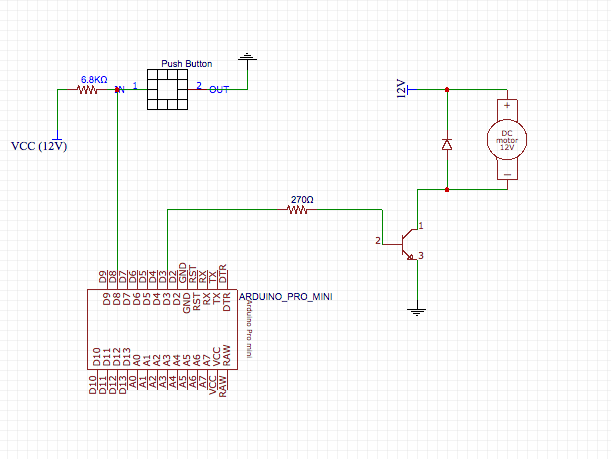 Push Button
6.8KΩ
IN 1
2 OUT
VCC (12V)
12V
+
DC
motor
12V
−
270Ω
1
2
3
D9 D8 D7 D6 D5 D4 D3 D2 GND RST RX TX DTR
D9 D8 D7 D6 D5 D4 D3 D2 GND RST RX TX DTR
ARDUINO_PRO_MINI
Arduino Pro mini
D10 D11 D12 D13 A0 A1 A2 A3 A4 A5 A6 A7 VCC RAW
D10 D11 D12 D13 A0 A1 A2 A3 A4 A5 A6 A7 VCC RAW